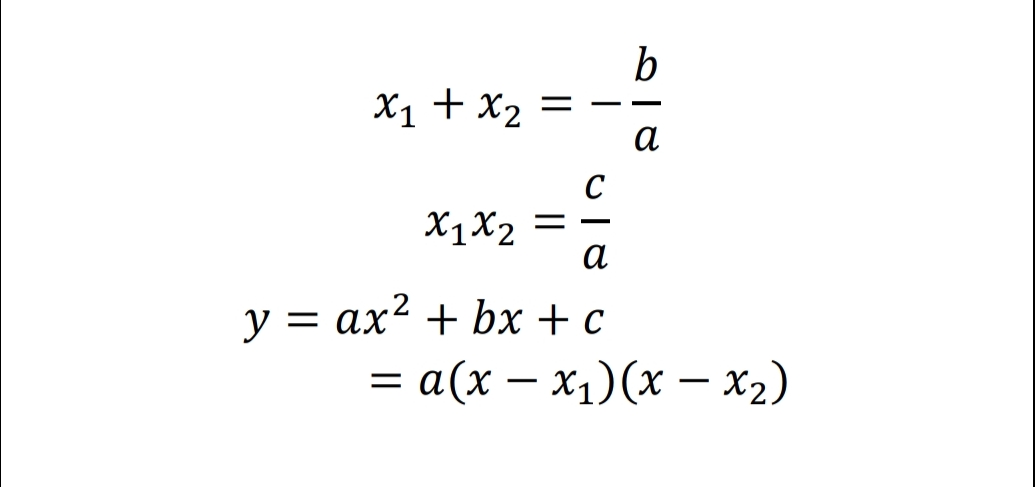 x₁ + x₂ = −b/a
x₁x₂ = c/a
y = ax² + bx + c
= a(x − x₁)(x − x₂)